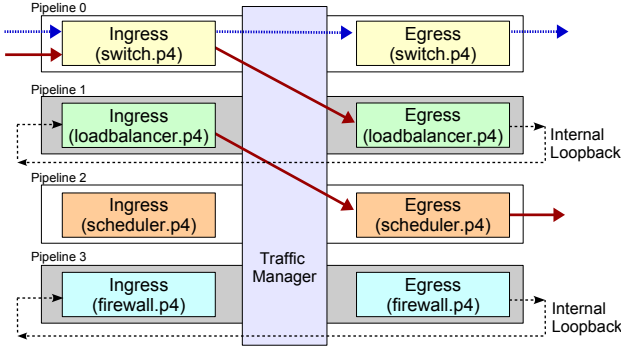 Pipeline 0
Ingress
(switch.p4)
Egress
(switch.p4)
Pipeline 1
Ingress
(loadbalancer.p4)
Egress
(loadbalancer.p4)
Internal
Loopback
Pipeline 2
Ingress
(scheduler.p4)
Egress
(scheduler.p4)
Traffic
Manager
Pipeline 3
Ingress
(firewall.p4)
Egress
(firewall.p4)
Internal
Loopback